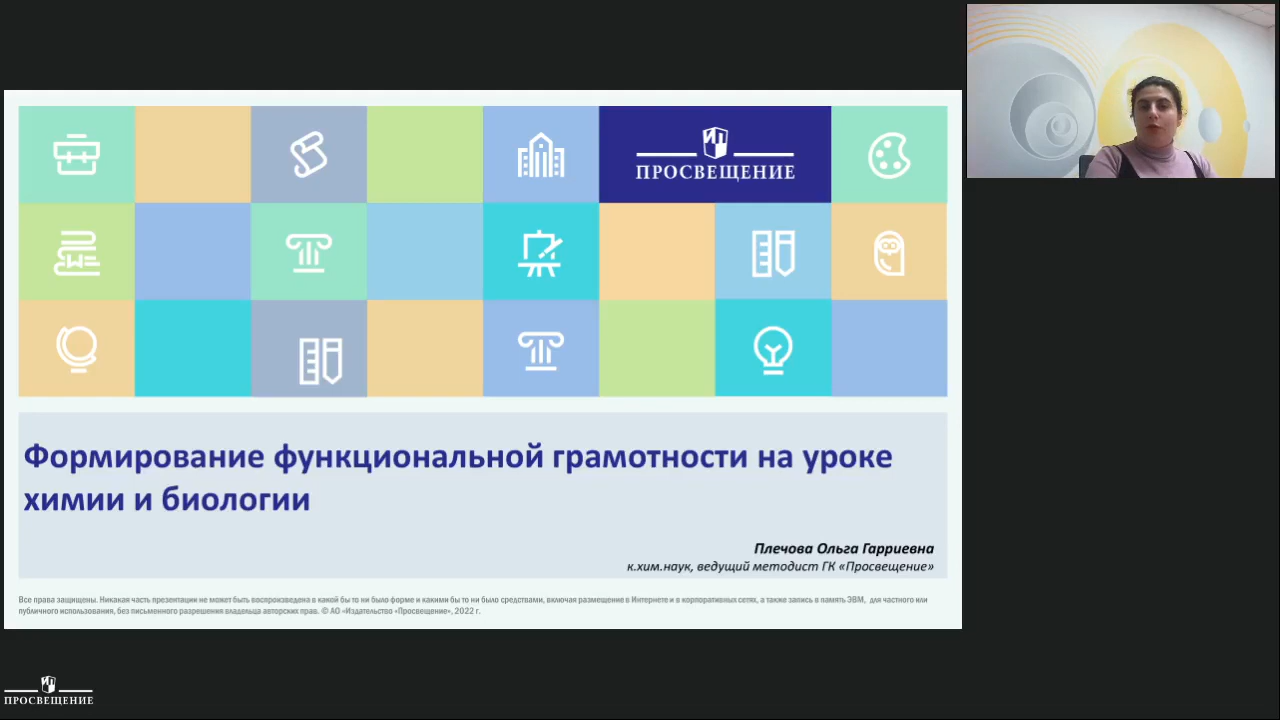 ПРОСВЕЩЕНИЕ
Формирование функциональной грамотности на уроке
химии и биологии
Плечова Ольга Гарриевна
к.хим.наук, ведущий методист ГК «Просвещение»
Все права защищены. Никакая часть презентации не может быть воспроизведена в какой бы то ни было форме и какими бы то ни было средствами, включая размещение в Интернете и в корпоративных сетях, а также запись в память ЭВМ, для частного или
публичного использования, без письменного разрешения владельца авторских прав. © АО «Издательство «Просвещение», 2022 г.
ПРОСВЕЩЕНИЕ